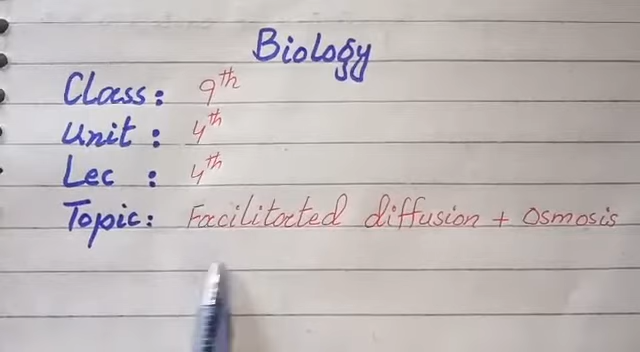 Biology
Class: 9th
Unit: 4th
Lec: 4th
Topic: Facilitated diffusion + Osmosis